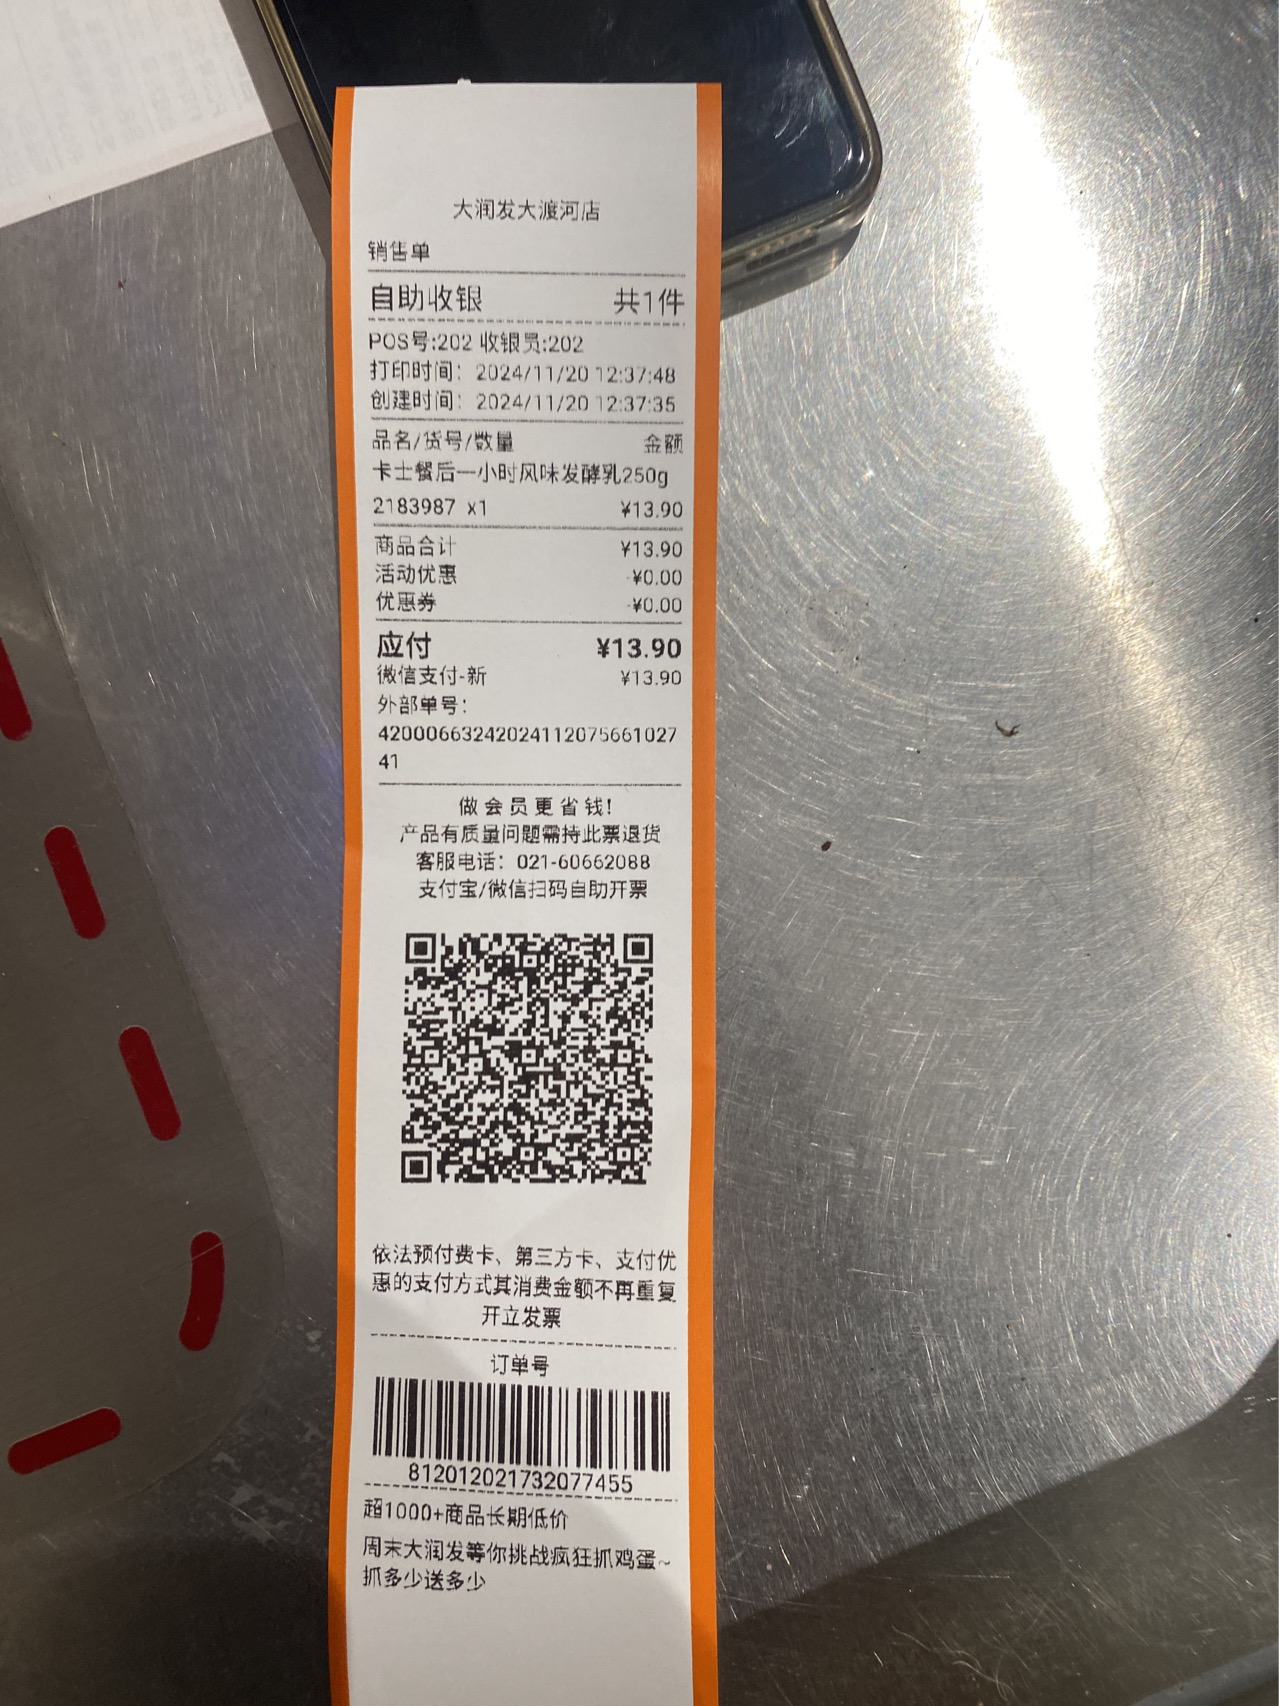 大润发大渡河店
销售单
自助收银 共1件
POS号:202 收银员:202
打印时间：2024/11/20 12:37:48
创建时间：2024/11/20 12:37:35
品名/货号/数量 金额
卡士餐后一小时风味发酵乳250g
2183987 x1 ¥13.90
商品合计 ¥13.90
活动优惠 -¥0.00
优惠券 -¥0.00
应付 ¥13.90
微信支付-新 ¥13.90
外部单号：
42000663242024112075661027
41
做会员更省钱!
产品有质量问题需持此票退货
客服电话：021-60662088
支付宝/微信扫码自助开票
依法预付费卡、第三方卡、支付优
惠的支付方式其消费金额不再重复
开立发票
订单号
812012021732077455
超1000+商品长期低价
周末大润发等你挑战疯狂抓鸡蛋~
抓多少送多少